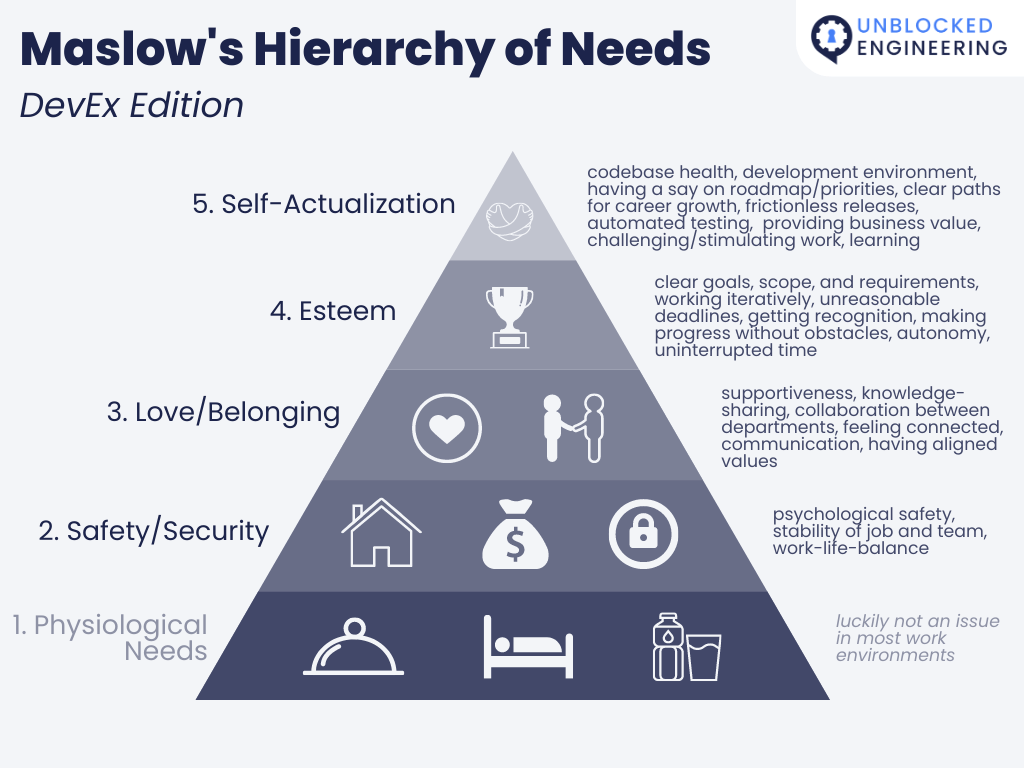 Maslow's Hierarchy of Needs
DevEx Edition
UNBLOCKED
ENGINEERING
5. Self-Actualization
codebase health, development environment,
having a say on roadmap/priorities, clear paths
for career growth, frictionless releases,
automated testing,  providing business value,
challenging/stimulating work, learning
4. Esteem
clear goals, scope, and requirements,
working iteratively, unreasonable
deadlines, getting recognition, making
progress without obstacles, autonomy,
uninterrupted time
3. Love/Belonging
supportiveness, knowledge-
sharing, collaboration between
departments, feeling connected,
communication, having aligned
values
2. Safety/Security
$
psychological safety,
stability of job and team,
work-life-balance
1. Physiological
Needs
luckily not an issue
in most work
environments